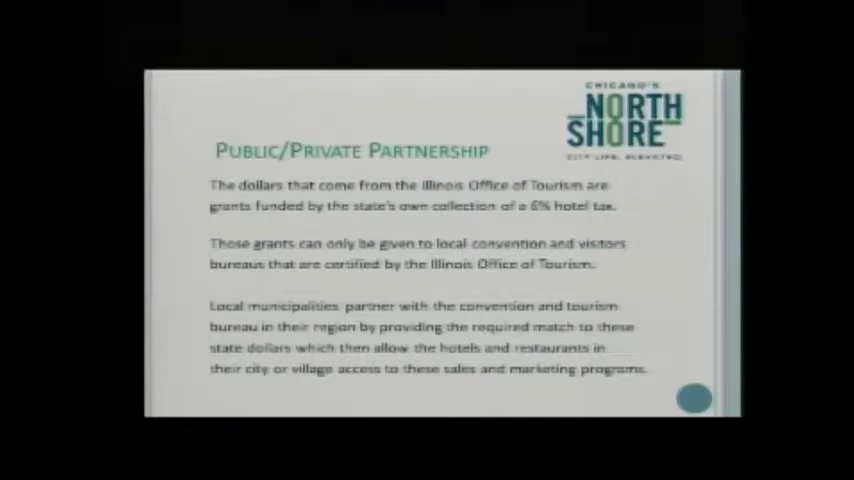 CHICAGO'S
NORTH
SHORE
CITY LIFE, ELEVATED.
PUBLIC/PRIVATE PARTNERSHIP
The dollars that come from the Illinois Office of Tourism are
grants funded by the state's own collection of a 6% hotel tax.
Those grants can only be given to local convention and visitors
bureaus that are certified by the Illinois Office of Tourism.
Local municipalities partner with the convention and tourism
bureau in their region by providing the required match to these
state dollars which then allow the hotels and restaurants in
their city or village access to these sales and marketing programs.